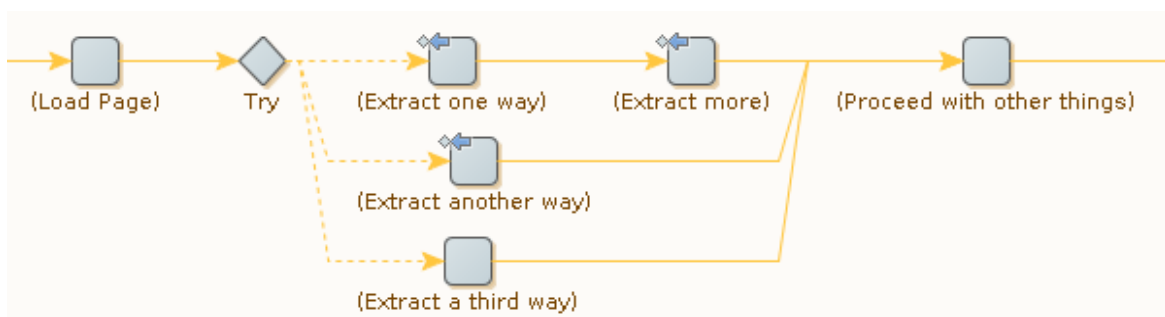 (Load Page)
Try
(Extract one way)
(Extract more)
(Proceed with other things)
(Extract another way)
(Extract a third way)